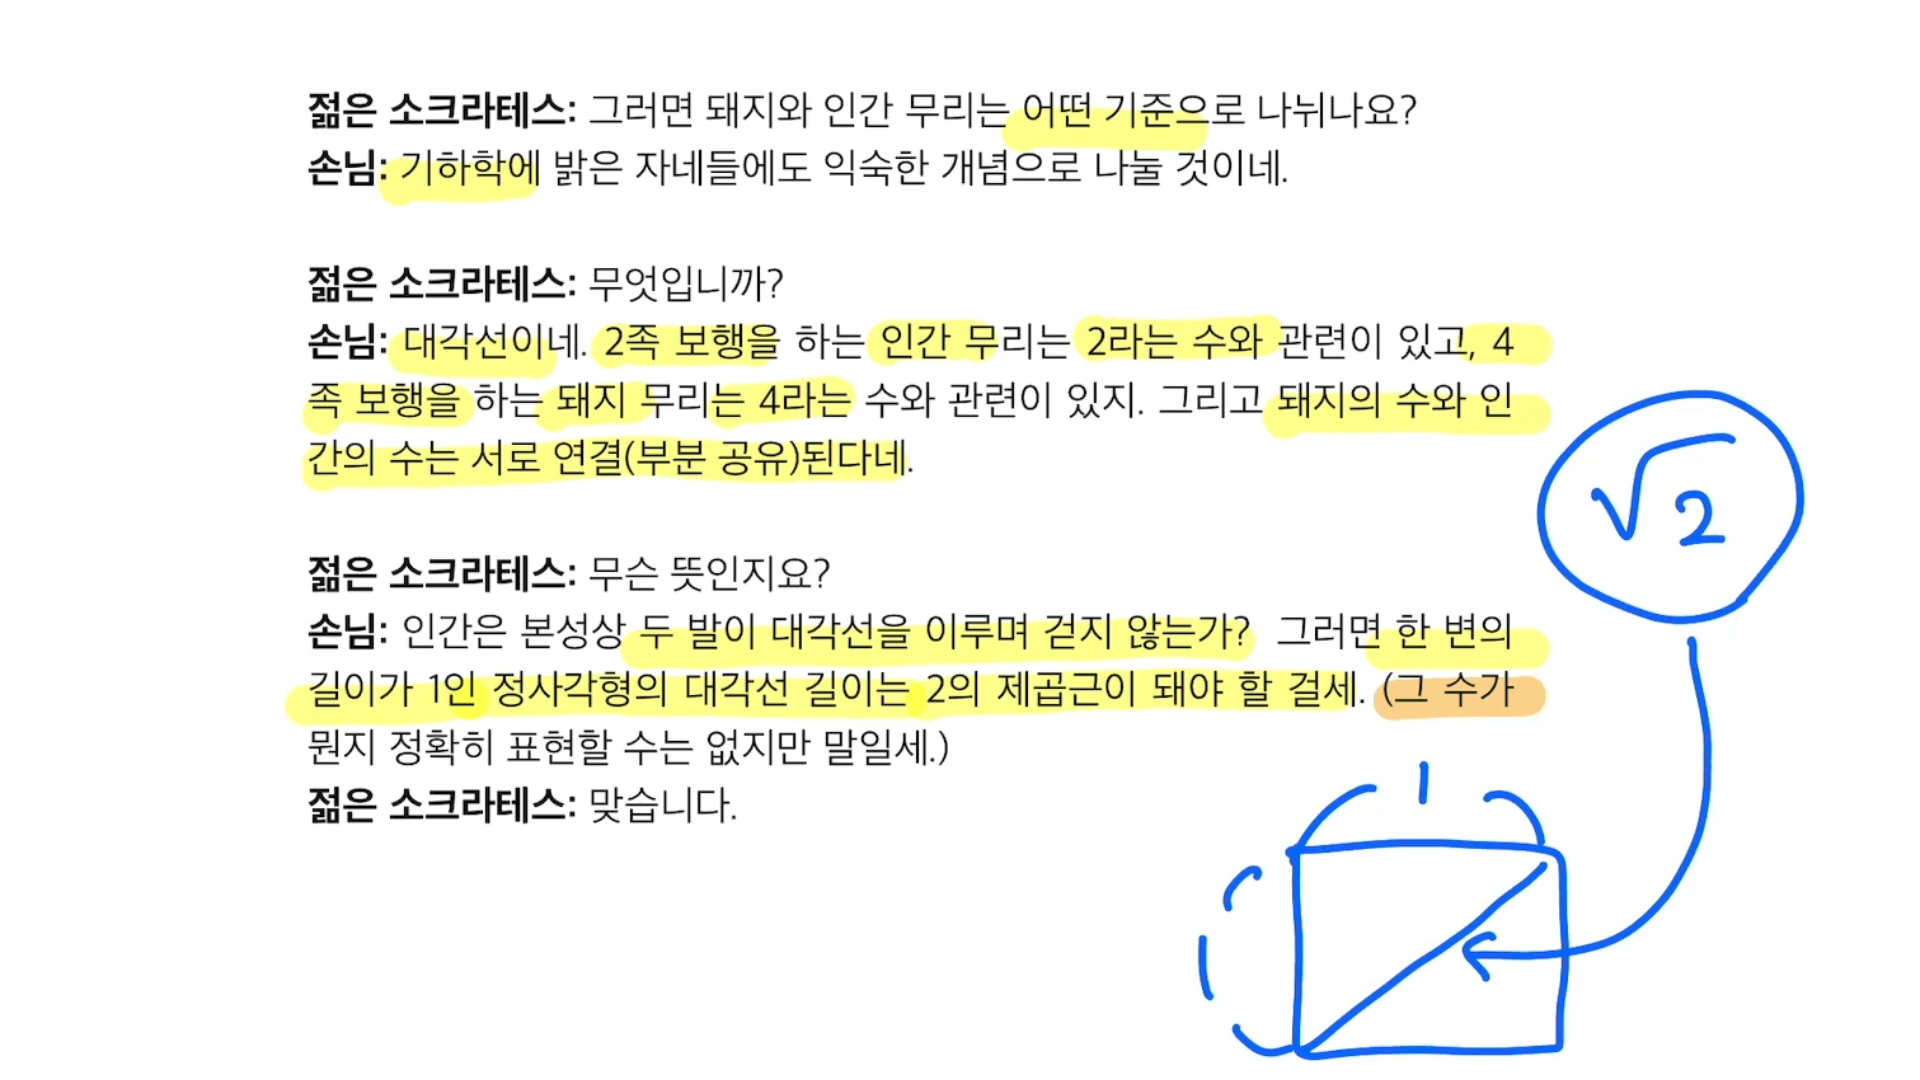 젊은 소크라테스: 그러면 돼지와 인간 무리는 어떤 기준으로 나뉘나요?
손님: 기하학에 밝은 자네들에도 익숙한 개념으로 나눌 것이네.
젊은 소크라테스: 무엇입니까?
손님: 대각선이네. 2족 보행을 하는 인간 무리는 2라는 수와 관련이 있고, 4
족 보행을 하는 돼지 무리는 4라는 수와 관련이 있지. 그리고 돼지의 수와 인
간의 수는 서로 연결(부분 공유)된다네.
젊은 소크라테스: 무슨 뜻인지요?
손님: 인간은 본성상 두 발이 대각선을 이루며 걷지 않는가? 그러면 한 변의
길이가 1인 정사각형의 대각선 길이는 2의 제곱근이 돼야 할 걸세. (그 수가
뭔지 정확히 표현할 수는 없지만 말일세.)
젊은 소크라테스: 맞습니다.
√2
1
1